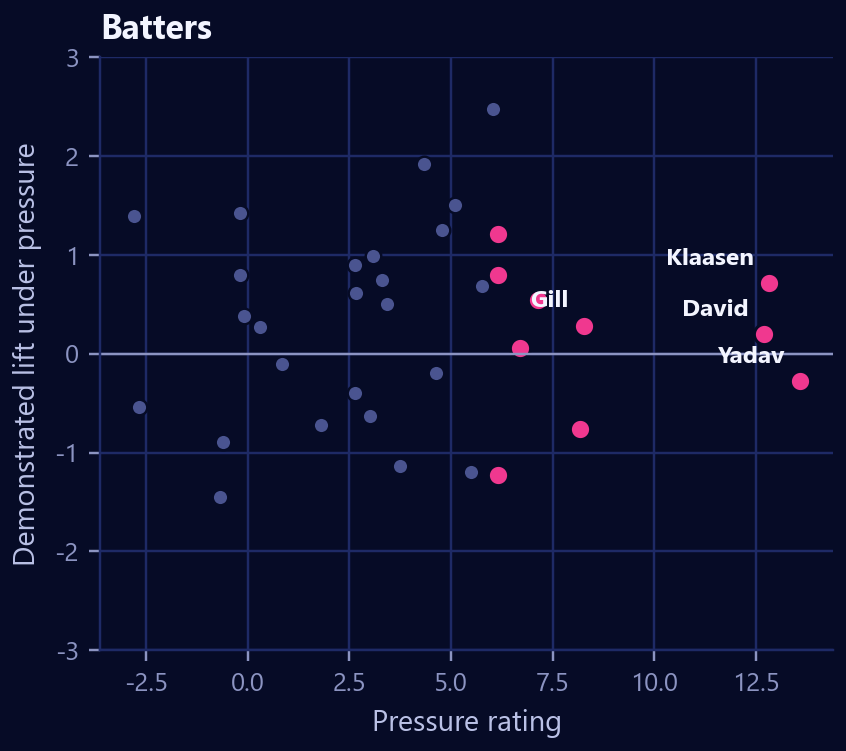 Batters
3
2
1
0
-1
-2
-3
Demonstrated lift under pressure
Klaasen
Gill
David
Yadav
-2.5 0.0 2.5 5.0 7.5 10.0 12.5
Pressure rating